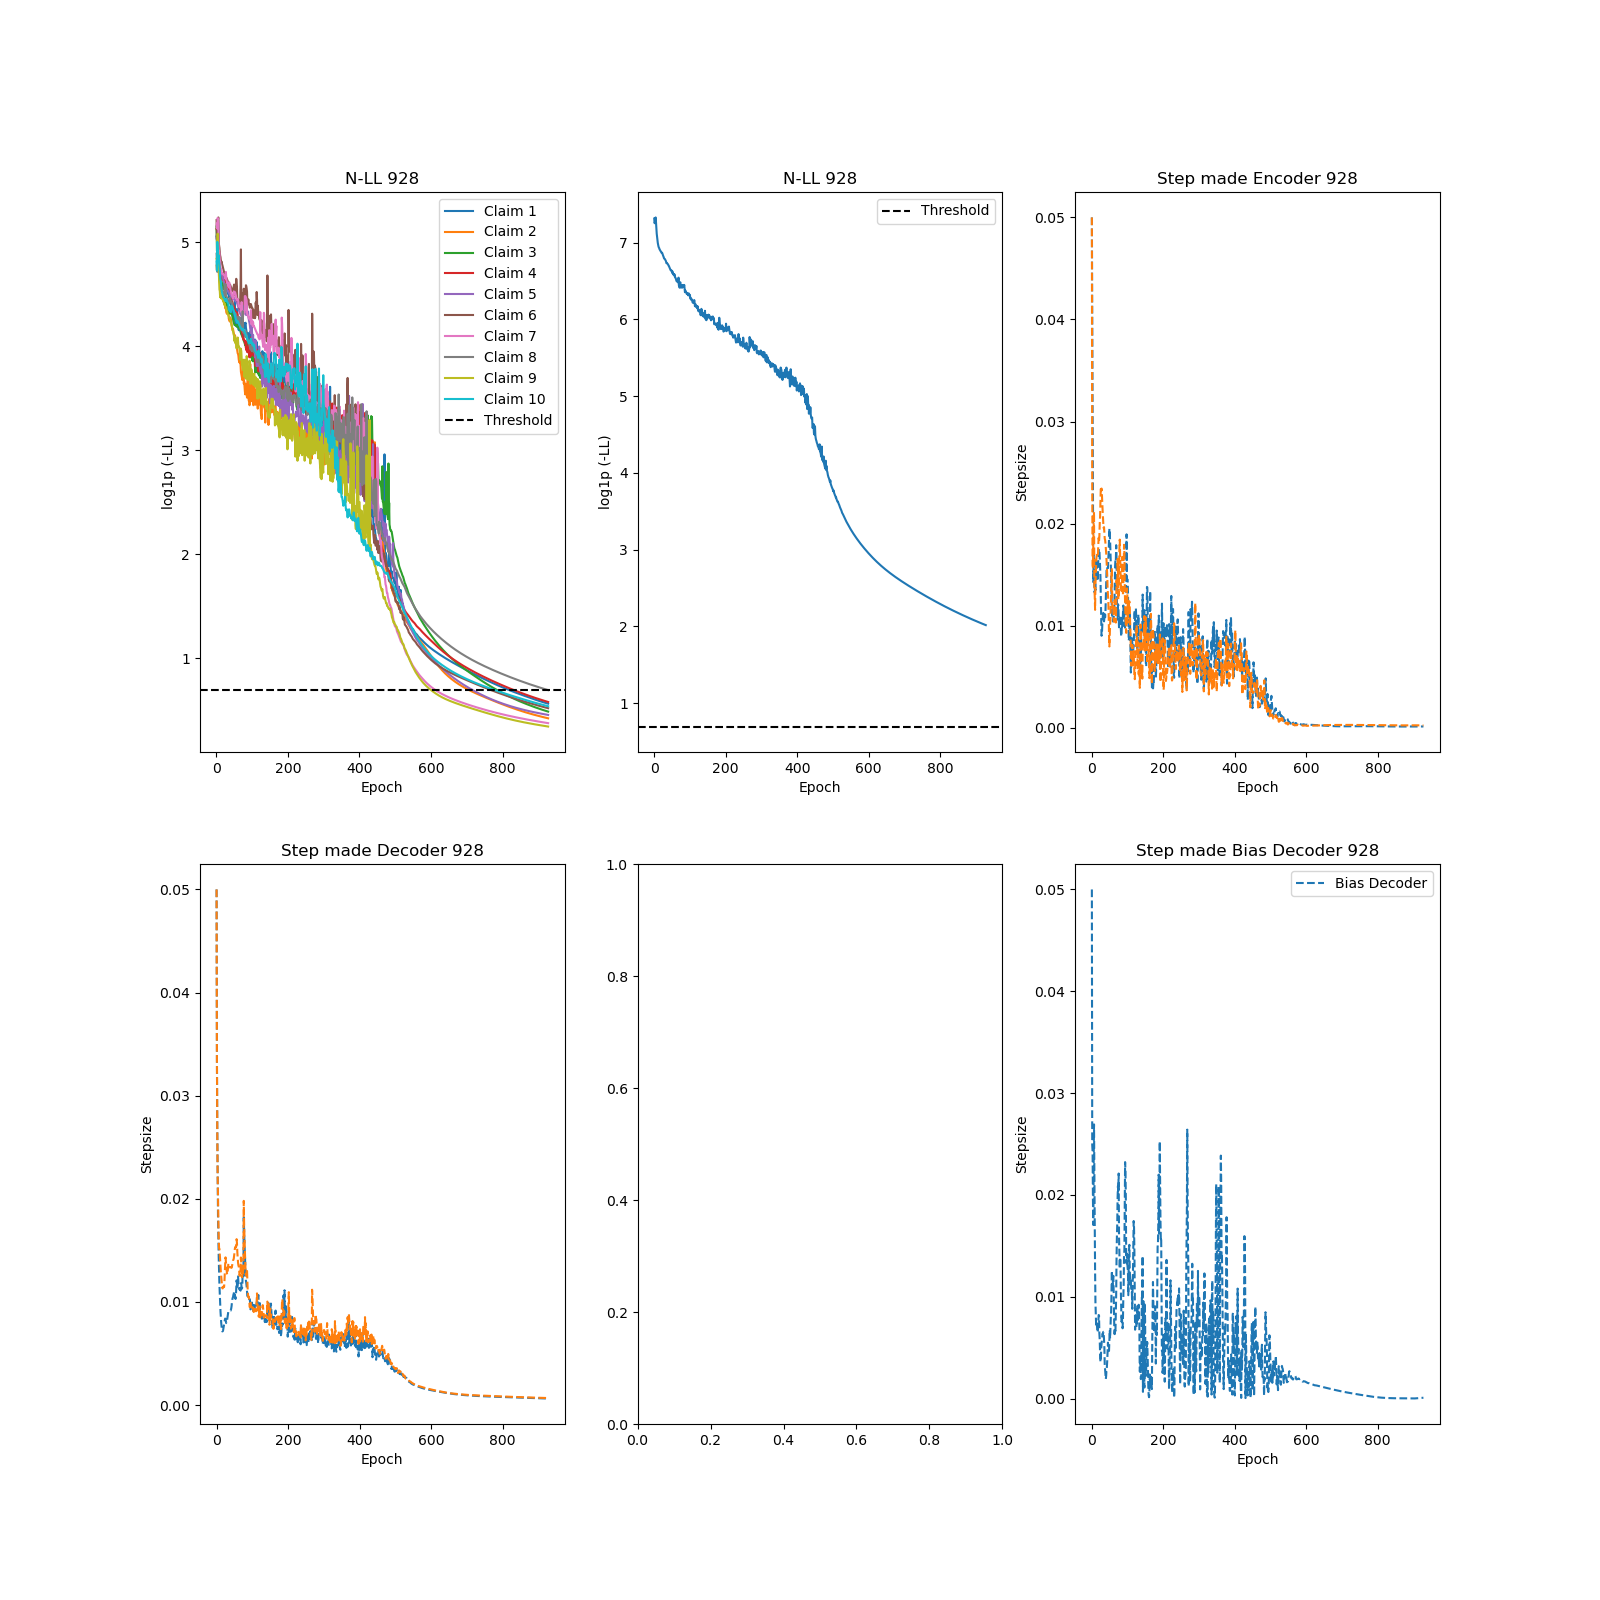 N-LL 928
5
4
3
2
1
0
200
400
600
800
log1p (-LL)
Epoch
Claim 1
Claim 2
Claim 3
Claim 4
Claim 5
Claim 6
Claim 7
Claim 8
Claim 9
Claim 10
Threshold
N-LL 928
7
6
5
4
3
2
1
0
200
400
600
800
log1p (-LL)
Epoch
Threshold
Step made Encoder 928
0.05
0.04
0.03
0.02
0.01
0.00
0
200
400
600
800
Stepsize
Epoch
Step made Decoder 928
0.05
0.04
0.03
0.02
0.01
0.00
0
200
400
600
800
Stepsize
Epoch
1.0
0.8
0.6
0.4
0.2
0.0
0.0
0.2
0.4
0.6
0.8
1.0
Step made Bias Decoder 928
0.05
0.04
0.03
0.02
0.01
0.00
0
200
400
600
800
Stepsize
Epoch
Bias Decoder